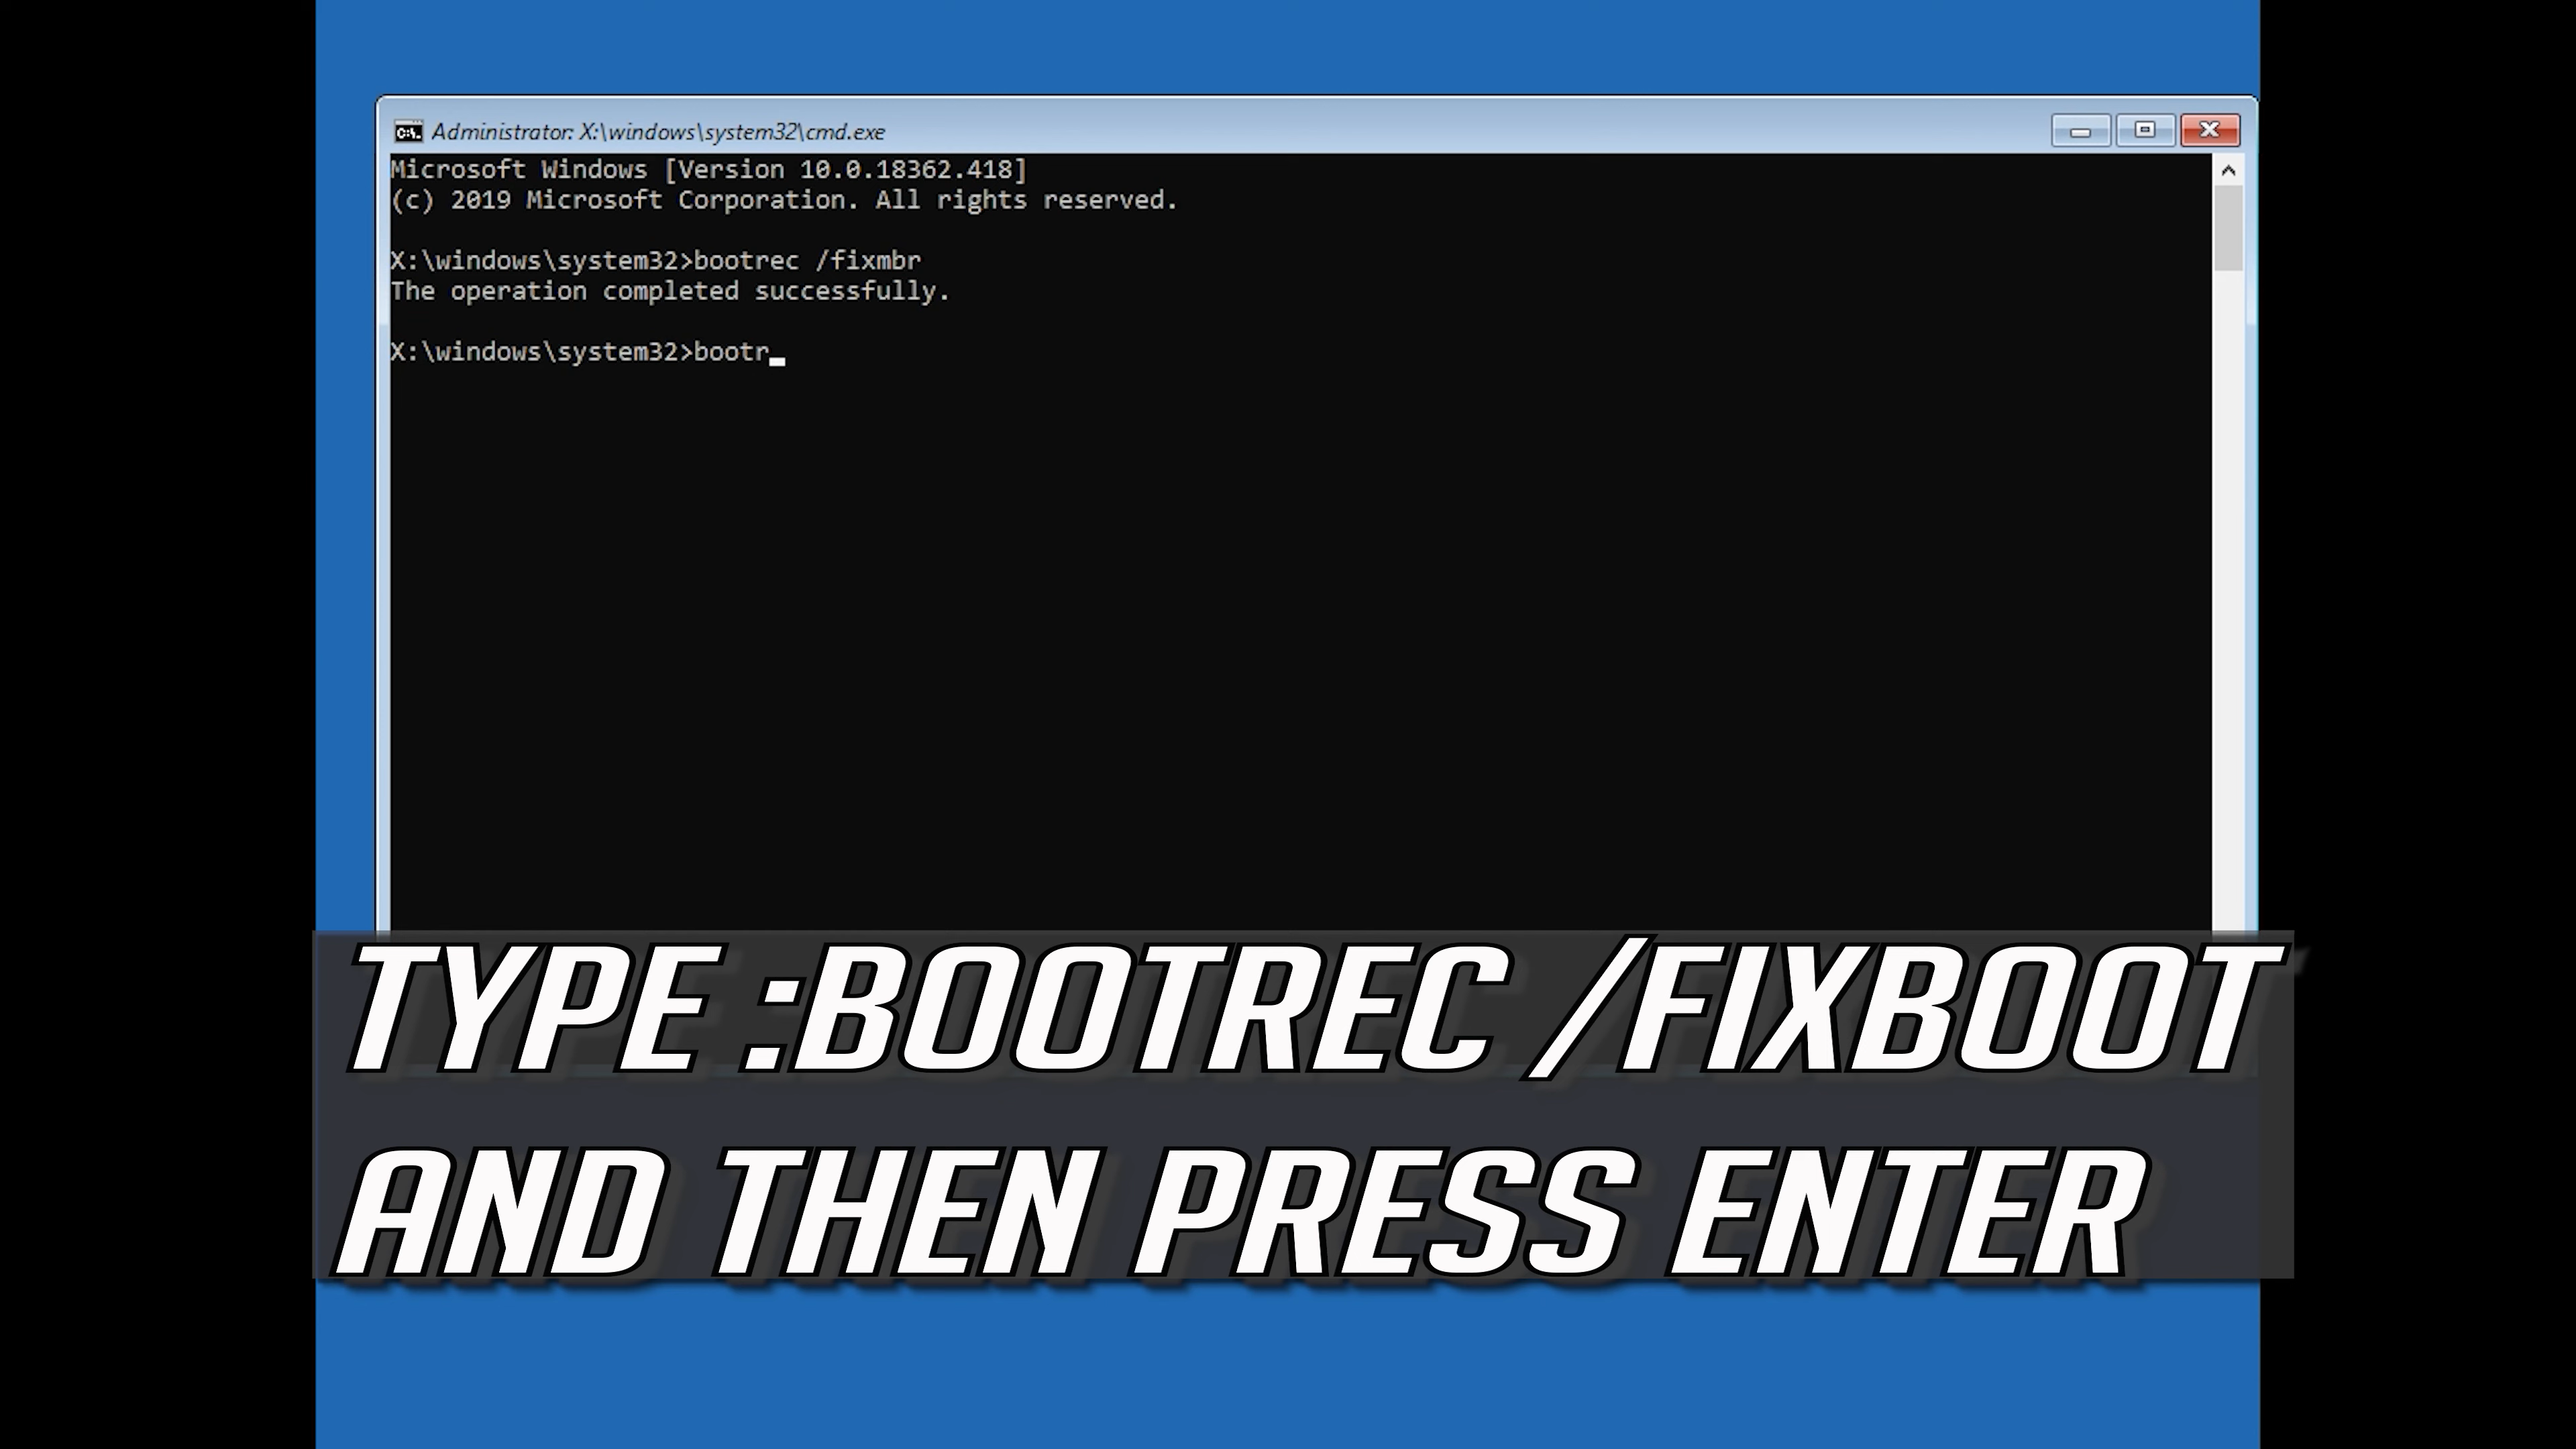 Administrator: X:\windows\system32\cmd.exe
Microsoft Windows [Version 10.0.18362.418]
(c) 2019 Microsoft Corporation. All rights reserved.
X:\windows\system32>bootrec /fixmbr
The operation completed successfully.
X:\windows\system32>bootr
TYPE :BOOTREC /FIXBOOT
AND THEN PRESS ENTER